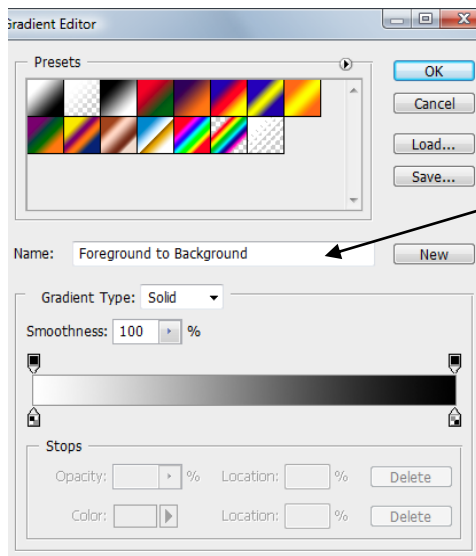 Gradient Editor
Presets
OK
Cancel
Load...
Save...
Name: Foreground to Background New
Gradient Type: Solid
Smoothness: 100 %
Stops
Opacity: % Location: % Delete
Color: Location: % Delete